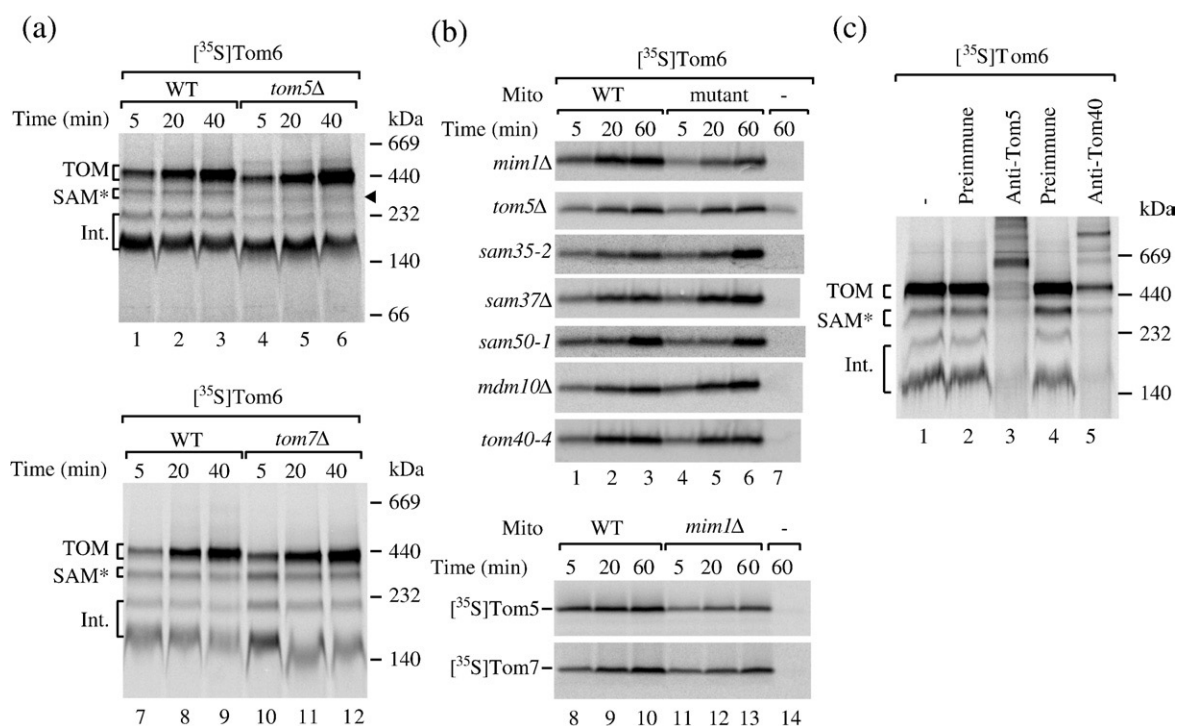 (a)
[³⁵S]Tom6
WT tom5Δ
Time (min) 5 20 40 5 20 40 kDa
669
TOM
440
SAM*
232
Int.
140
66
1 2 3 4 5 6
[³⁵S]Tom6
WT tom7Δ
Time (min) 5 20 40 5 20 40 kDa
669
TOM
440
SAM*
232
Int.
140
7 8 9 10 11 12
(b)
[³⁵S]Tom6
Mito WT mutant -
Time (min) 5 20 60 5 20 60 60
mim1Δ
tom5Δ
sam35-2
sam37Δ
sam50-1
mdm10Δ
tom40-4
1 2 3 4 5 6 7
Mito WT mim1Δ -
Time (min) 5 20 60 5 20 60 60
[³⁵S]Tom5
[³⁵S]Tom7
8 9 10 11 12 13 14
(c)
[³⁵S]Tom6
- Preimmune Anti-Tom5 Preimmune Anti-Tom40
kDa
669
TOM
440
SAM*
232
Int.
140
1 2 3 4 5